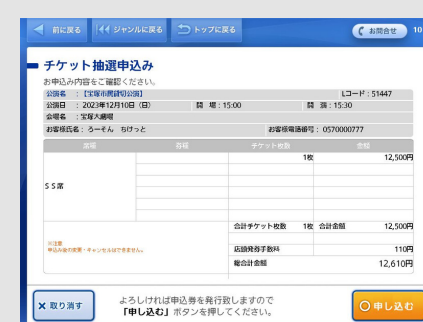 前に戻る ジャンルに戻る トップに戻る お問合せ 10
チケット抽選申込み
お申込み内容をご確認ください。
公演名 :【宝塚市民貸切公演】 Lコード:51447
公演日 : 2023年12月10日 (日) 開 場:15:00 開 演:15:30
会場名 :宝塚大劇場
お客様氏名:ろーそん ちけっと お客様電話番号:0570000777
席種 券種 チケット枚数 金額
SS席 1枚 12,500円
合計チケット枚数 1枚 合計金額 12,500円
※注意
申込み後の変更・キャンセルはできません。
店頭発券手数料 110円
総合計金額 12,610円
×取り消す
よろしければ申込券を発行致しますので
「申し込む」ボタンを押してください。
申し込む